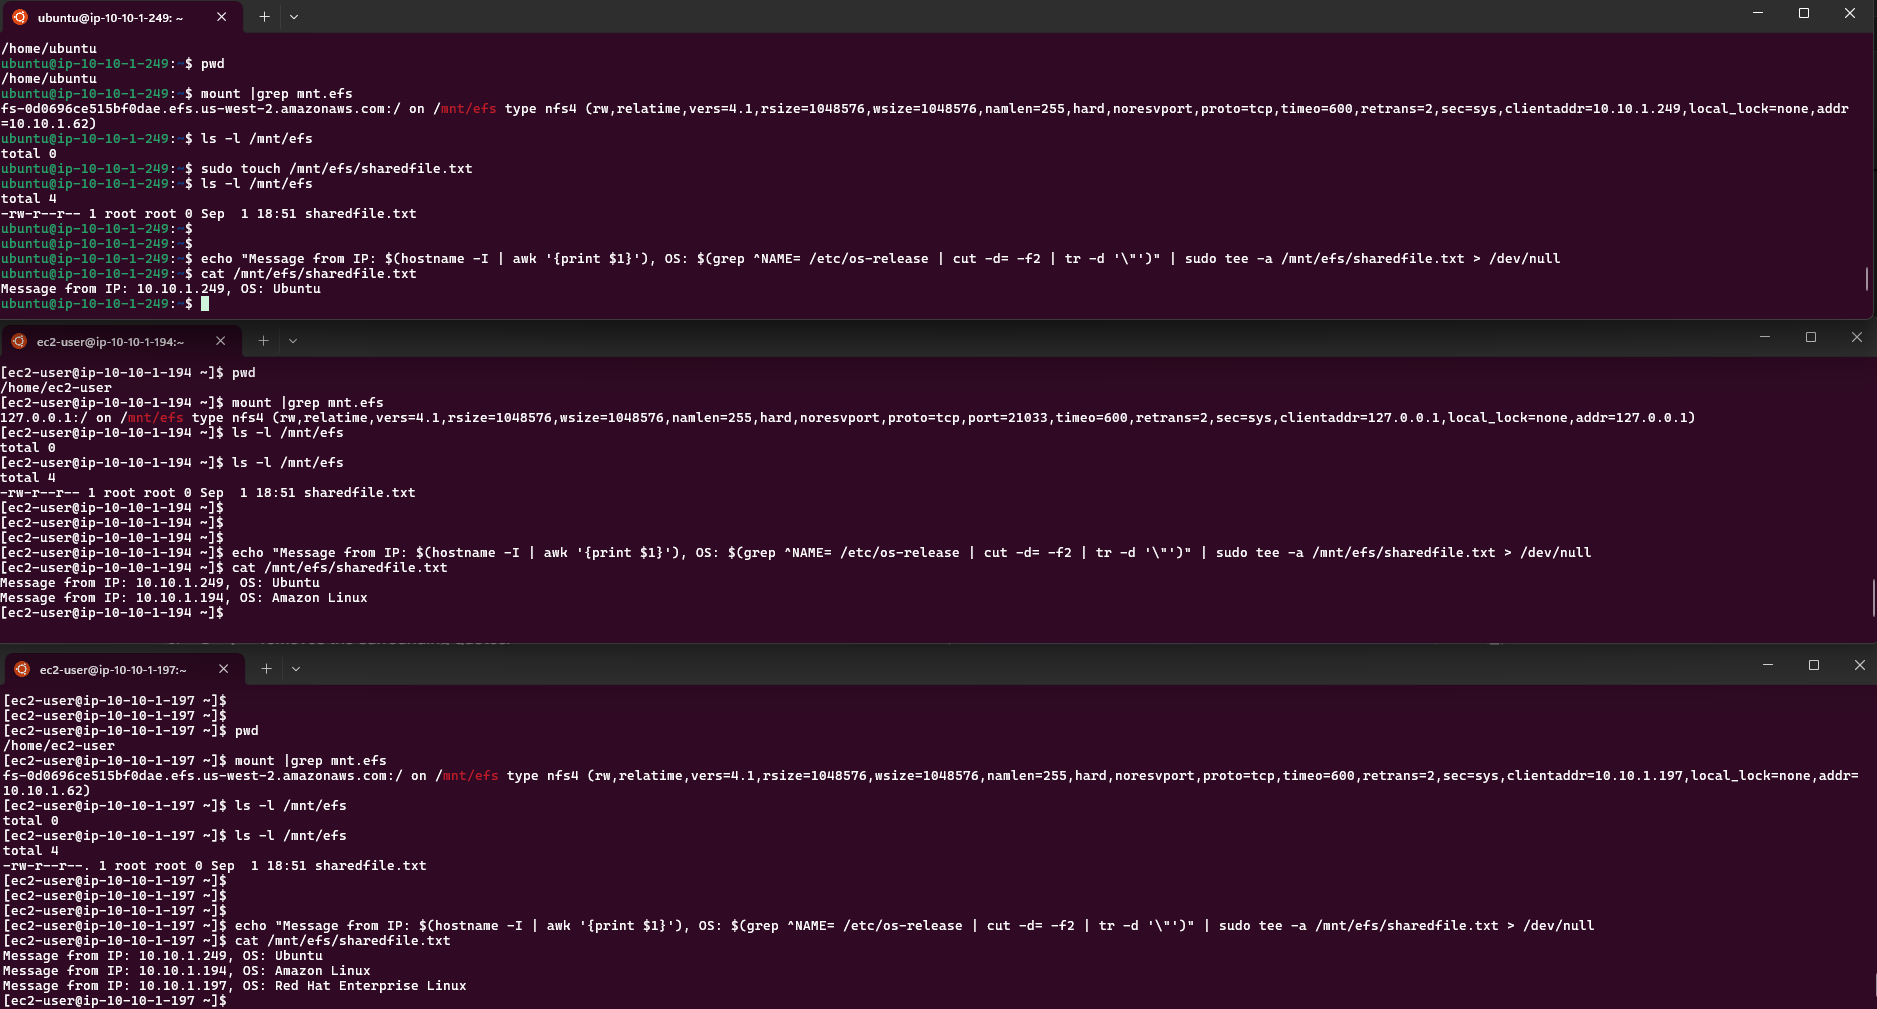 ubuntu@ip-10-10-1-249: ~
/home/ubuntu
ubuntu@ip-10-10-1-249:~$ pwd
/home/ubuntu
ubuntu@ip-10-10-1-249:~$ mount |grep mnt.efs
fs-0d0696ce515bf0dae.efs.us-west-2.amazonaws.com:/ on /mnt/efs type nfs4 (rw,relatime,vers=4.1,rsize=1048576,wsize=1048576,namlen=255,hard,noresvport,proto=tcp,timeo=600,retrans=2,sec=sys,clientaddr=10.10.1.249,local_lock=none,addr
=10.10.1.62)
ubuntu@ip-10-10-1-249:~$ ls -l /mnt/efs
total 0
ubuntu@ip-10-10-1-249:~$ sudo touch /mnt/efs/sharedfile.txt
ubuntu@ip-10-10-1-249:~$ ls -l /mnt/efs
total 4
-rw-r--r-- 1 root root 0 Sep  1 18:51 sharedfile.txt
ubuntu@ip-10-10-1-249:~$
ubuntu@ip-10-10-1-249:~$
ubuntu@ip-10-10-1-249:~$ echo "Message from IP: $(hostname -I | awk '{print $1}'), OS: $(grep ^NAME= /etc/os-release | cut -d= -f2 | tr -d '\"')" | sudo tee -a /mnt/efs/sharedfile.txt > /dev/null
ubuntu@ip-10-10-1-249:~$ cat /mnt/efs/sharedfile.txt
Message from IP: 10.10.1.249, OS: Ubuntu
ubuntu@ip-10-10-1-249:~$
ec2-user@ip-10-10-1-194:~
[ec2-user@ip-10-10-1-194 ~]$ pwd
/home/ec2-user
[ec2-user@ip-10-10-1-194 ~]$ mount |grep mnt.efs
127.0.0.1:/ on /mnt/efs type nfs4 (rw,relatime,vers=4.1,rsize=1048576,wsize=1048576,namlen=255,hard,noresvport,proto=tcp,port=21033,timeo=600,retrans=2,sec=sys,clientaddr=127.0.0.1,local_lock=none,addr=127.0.0.1)
[ec2-user@ip-10-10-1-194 ~]$ ls -l /mnt/efs
total 0
[ec2-user@ip-10-10-1-194 ~]$ ls -l /mnt/efs
total 4
-rw-r--r-- 1 root root 0 Sep  1 18:51 sharedfile.txt
[ec2-user@ip-10-10-1-194 ~]$
[ec2-user@ip-10-10-1-194 ~]$
[ec2-user@ip-10-10-1-194 ~]$
[ec2-user@ip-10-10-1-194 ~]$ echo "Message from IP: $(hostname -I | awk '{print $1}'), OS: $(grep ^NAME= /etc/os-release | cut -d= -f2 | tr -d '\"')" | sudo tee -a /mnt/efs/sharedfile.txt > /dev/null
[ec2-user@ip-10-10-1-194 ~]$ cat /mnt/efs/sharedfile.txt
Message from IP: 10.10.1.249, OS: Ubuntu
Message from IP: 10.10.1.194, OS: Amazon Linux
[ec2-user@ip-10-10-1-194 ~]$
ec2-user@ip-10-10-1-197:~
[ec2-user@ip-10-10-1-197 ~]$
[ec2-user@ip-10-10-1-197 ~]$
[ec2-user@ip-10-10-1-197 ~]$ pwd
/home/ec2-user
[ec2-user@ip-10-10-1-197 ~]$ mount |grep mnt.efs
fs-0d0696ce515bf0dae.efs.us-west-2.amazonaws.com:/ on /mnt/efs type nfs4 (rw,relatime,vers=4.1,rsize=1048576,wsize=1048576,namlen=255,hard,noresvport,proto=tcp,timeo=600,retrans=2,sec=sys,clientaddr=10.10.1.197,local_lock=none,addr=
10.10.1.62)
[ec2-user@ip-10-10-1-197 ~]$ ls -l /mnt/efs
total 0
[ec2-user@ip-10-10-1-197 ~]$ ls -l /mnt/efs
total 4
-rw-r--r--. 1 root root 0 Sep  1 18:51 sharedfile.txt
[ec2-user@ip-10-10-1-197 ~]$
[ec2-user@ip-10-10-1-197 ~]$
[ec2-user@ip-10-10-1-197 ~]$
[ec2-user@ip-10-10-1-197 ~]$ echo "Message from IP: $(hostname -I | awk '{print $1}'), OS: $(grep ^NAME= /etc/os-release | cut -d= -f2 | tr -d '\"')" | sudo tee -a /mnt/efs/sharedfile.txt > /dev/null
[ec2-user@ip-10-10-1-197 ~]$ cat /mnt/efs/sharedfile.txt
Message from IP: 10.10.1.249, OS: Ubuntu
Message from IP: 10.10.1.194, OS: Amazon Linux
Message from IP: 10.10.1.197, OS: Red Hat Enterprise Linux
[ec2-user@ip-10-10-1-197 ~]$